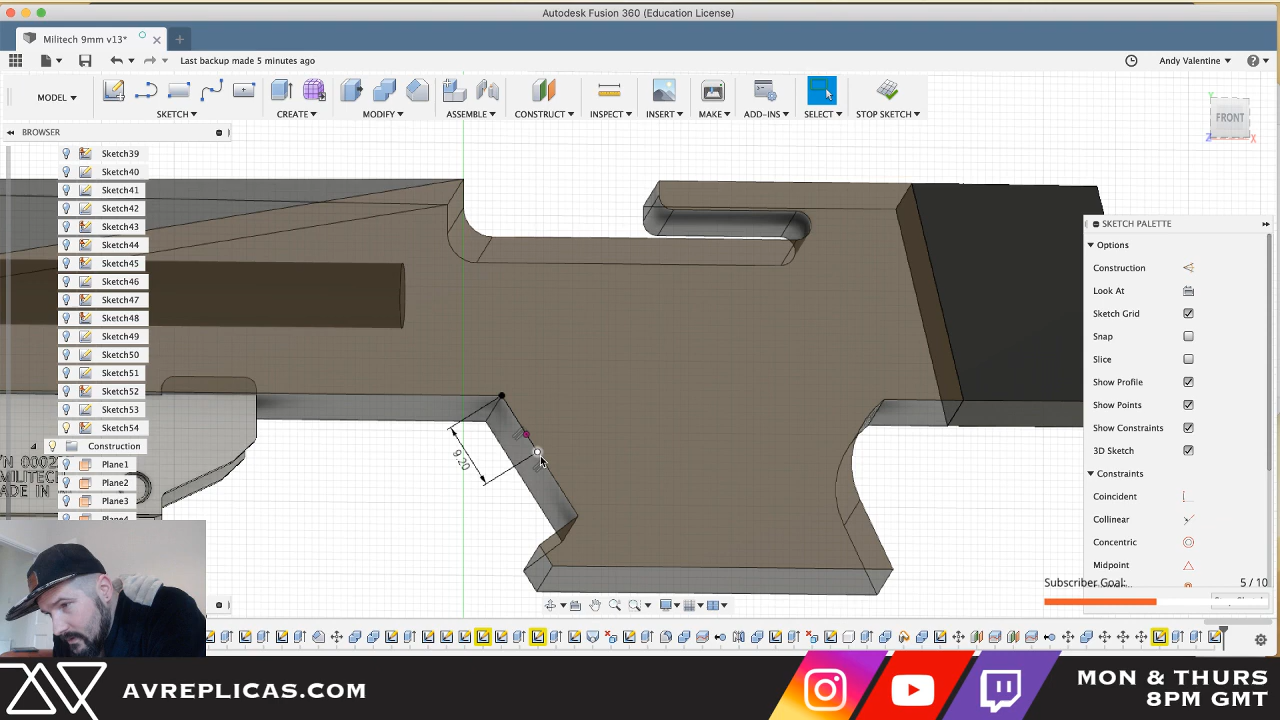 Autodesk Fusion 360 (Education License)
Militech 9mm v13*
Last backup made 5 minutes ago
Andy Valentine
MODEL
SKETCH
CREATE
MODIFY
ASSEMBLE
CONSTRUCT
INSPECT
INSERT
MAKE
ADD-INS
SELECT
STOP SKETCH
FRONT
Y
Z
X
BROWSER
Sketch39
Sketch40
Sketch41
Sketch42
Sketch43
Sketch44
Sketch45
Sketch46
Sketch47
Sketch48
Sketch49
Sketch50
Sketch51
Sketch52
Sketch53
Sketch54
Construction
Plane1
Plane2
Plane3
9.20
SKETCH PALETTE
Options
Construction
Look At
Sketch Grid
Snap
Slice
Show Profile
Show Points
Show Constraints
3D Sketch
Constraints
Coincident
Collinear
Concentric
Midpoint
Subscriber Goal: 5 / 10
AVREPLICAS.COM
MON & THURS
8PM GMT